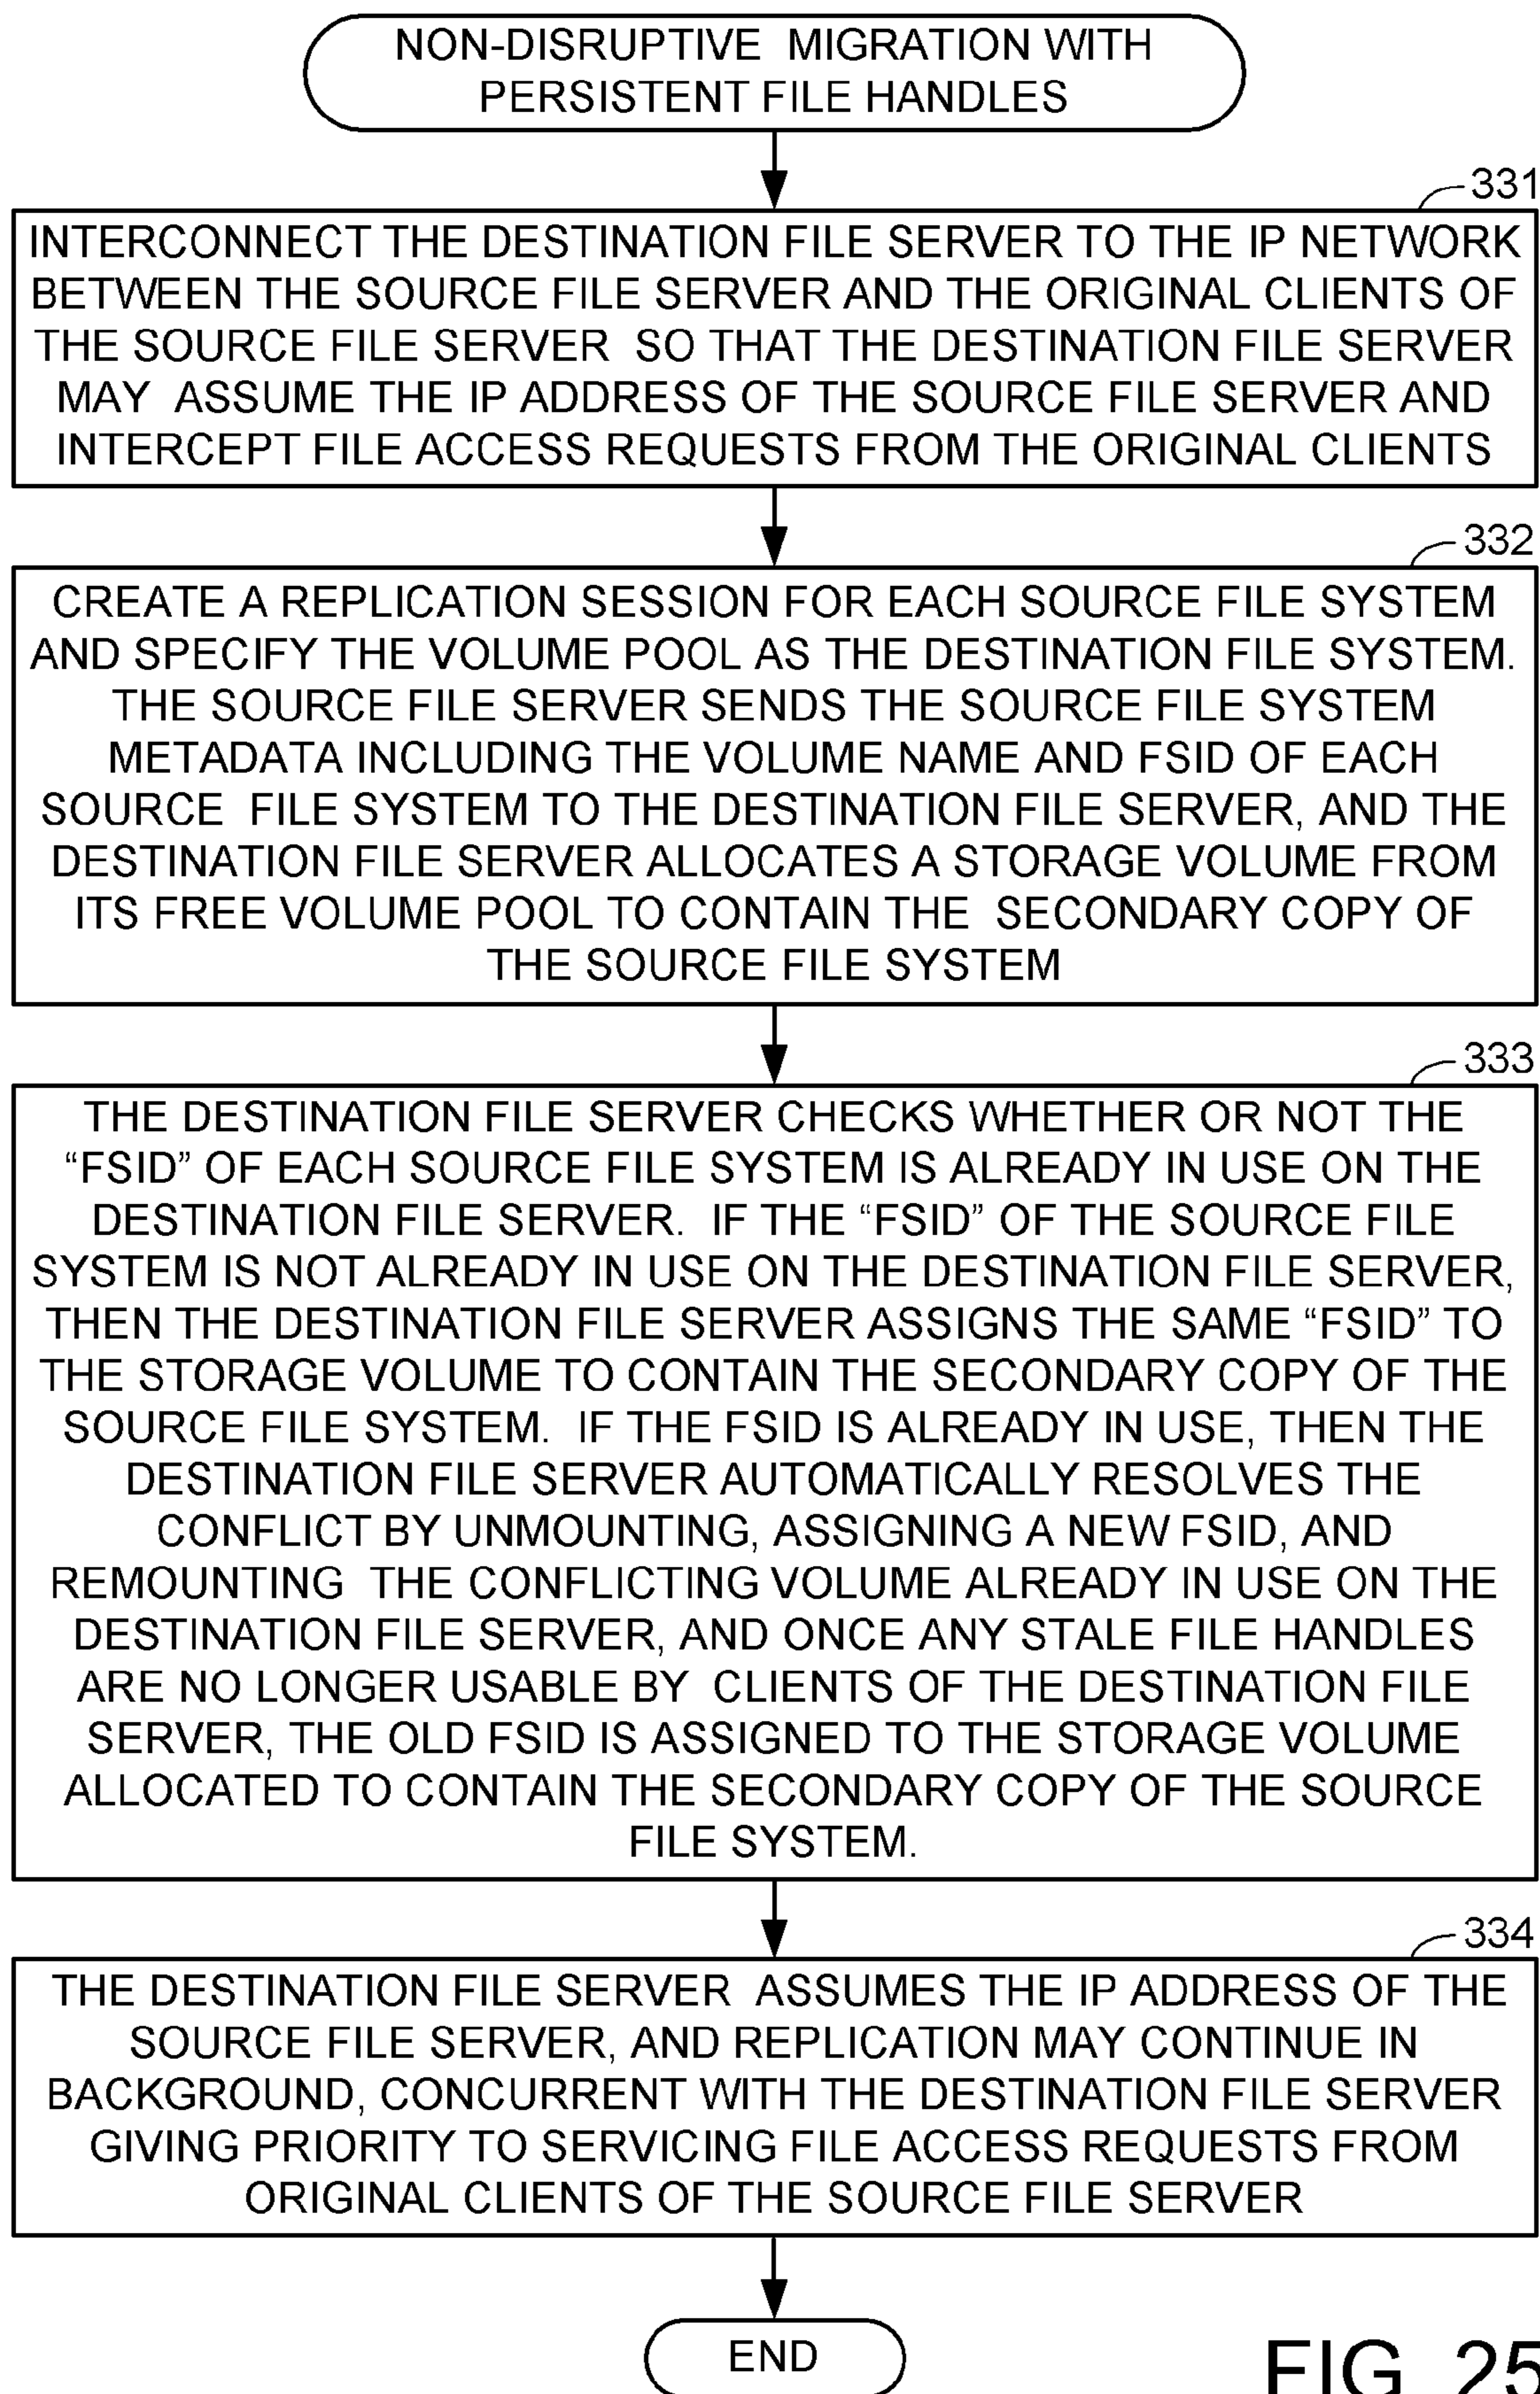 NON-DISRUPTIVE MIGRATION WITH
PERSISTENT FILE HANDLES
331
INTERCONNECT THE DESTINATION FILE SERVER TO THE IP NETWORK
BETWEEN THE SOURCE FILE SERVER AND THE ORIGINAL CLIENTS OF
THE SOURCE FILE SERVER SO THAT THE DESTINATION FILE SERVER
MAY ASSUME THE IP ADDRESS OF THE SOURCE FILE SERVER AND
INTERCEPT FILE ACCESS REQUESTS FROM THE ORIGINAL CLIENTS
332
CREATE A REPLICATION SESSION FOR EACH SOURCE FILE SYSTEM
AND SPECIFY THE VOLUME POOL AS THE DESTINATION FILE SYSTEM.
THE SOURCE FILE SERVER SENDS THE SOURCE FILE SYSTEM
METADATA INCLUDING THE VOLUME NAME AND FSID OF EACH
SOURCE FILE SYSTEM TO THE DESTINATION FILE SERVER, AND THE
DESTINATION FILE SERVER ALLOCATES A STORAGE VOLUME FROM
ITS FREE VOLUME POOL TO CONTAIN THE SECONDARY COPY OF
THE SOURCE FILE SYSTEM
333
THE DESTINATION FILE SERVER CHECKS WHETHER OR NOT THE
“FSID” OF EACH SOURCE FILE SYSTEM IS ALREADY IN USE ON THE
DESTINATION FILE SERVER. IF THE “FSID” OF THE SOURCE FILE
SYSTEM IS NOT ALREADY IN USE ON THE DESTINATION FILE SERVER,
THEN THE DESTINATION FILE SERVER ASSIGNS THE SAME “FSID” TO
THE STORAGE VOLUME TO CONTAIN THE SECONDARY COPY OF THE
SOURCE FILE SYSTEM. IF THE FSID IS ALREADY IN USE, THEN THE
DESTINATION FILE SERVER AUTOMATICALLY RESOLVES THE
CONFLICT BY UNMOUNTING, ASSIGNING A NEW FSID, AND
REMOUNTING THE CONFLICTING VOLUME ALREADY IN USE ON THE
DESTINATION FILE SERVER, AND ONCE ANY STALE FILE HANDLES
ARE NO LONGER USABLE BY CLIENTS OF THE DESTINATION FILE
SERVER, THE OLD FSID IS ASSIGNED TO THE STORAGE VOLUME
ALLOCATED TO CONTAIN THE SECONDARY COPY OF THE SOURCE
FILE SYSTEM.
334
THE DESTINATION FILE SERVER ASSUMES THE IP ADDRESS OF THE
SOURCE FILE SERVER, AND REPLICATION MAY CONTINUE IN
BACKGROUND, CONCURRENT WITH THE DESTINATION FILE SERVER
GIVING PRIORITY TO SERVICING FILE ACCESS REQUESTS FROM
ORIGINAL CLIENTS OF THE SOURCE FILE SERVER
END
FIG. 25